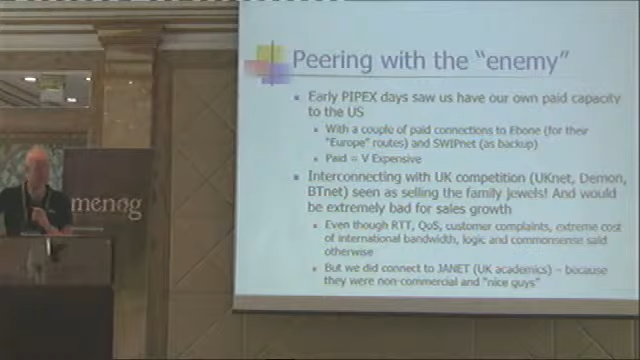 Peering with the "enemy"
Early PIPEX days saw us have our own paid capacity
to the US
With a couple of paid connections to Ebone (for their
"Europe" routes) and SWIPnet (as backup)
Paid = V Expensive
Interconnecting with UK competition (UKnet, Demon,
BTnet) seen as selling the family jewels! And would
be extremely bad for sales growth
Even though RTT, QoS, customer complaints, extreme cost
of international bandwidth, logic and commonsense said
otherwise
But we did connect to JANET (UK academics) – because
they were non-commercial and "nice guys"
menog